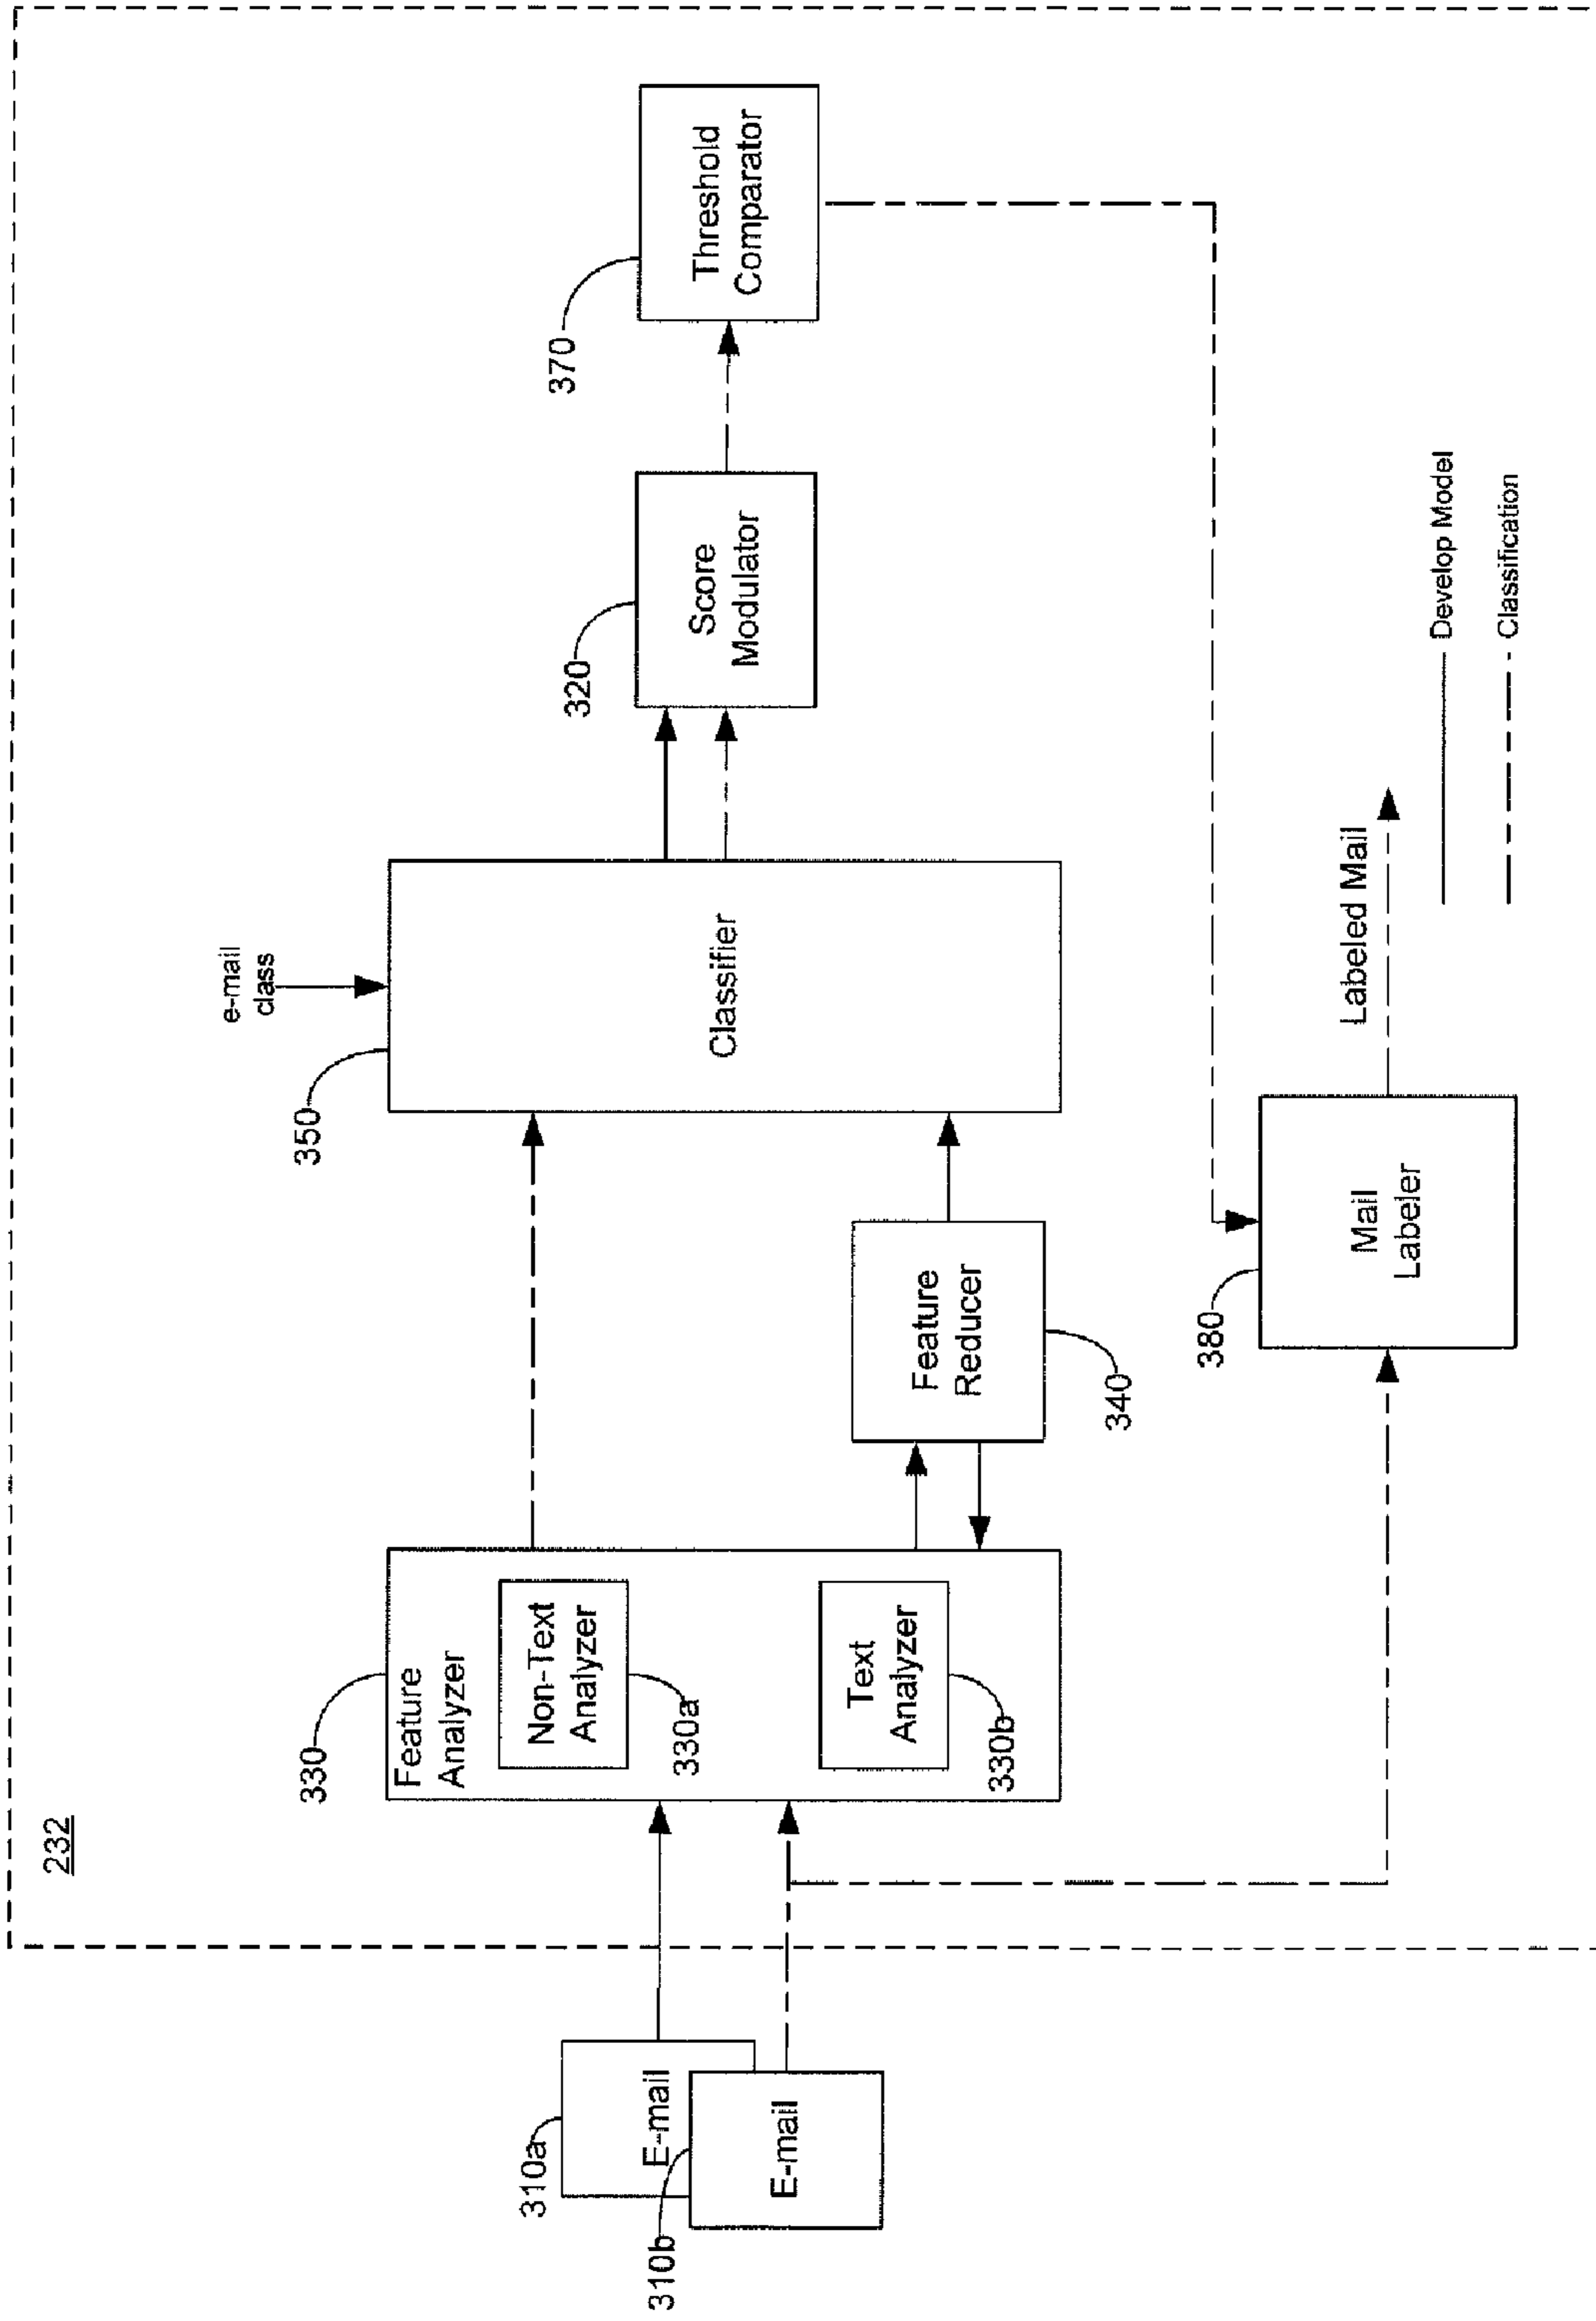 232
310a
E-mail
310b
E-mail
330
Feature
Analyzer
Non-Text
Analyzer
330a
Text
Analyzer
330b
Feature
Reducer
340
350
e-mail
class
Classifier
320
Score
Modulator
370
Threshold
Comparator
380
Mail
Labeler
Labeled Mail
Develop Model
Classification